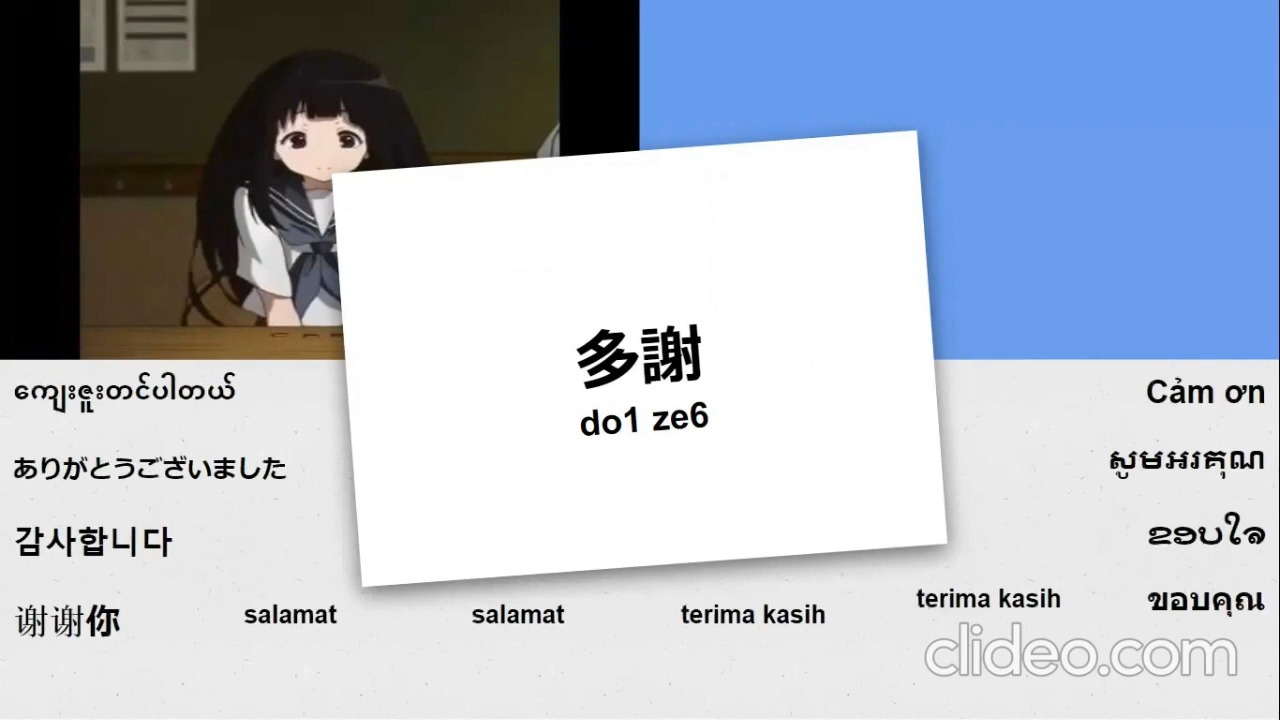 多謝
do1 ze6
ကျေးဇူးတင်ပါတယ်
ありがとうございました
감사합니다
谢谢你
salamat
salamat
terima kasih
terima kasih
Cảm ơn
សូមអរគុណ
ຂອບໃຈ
ขอบคุณ
clideo.com